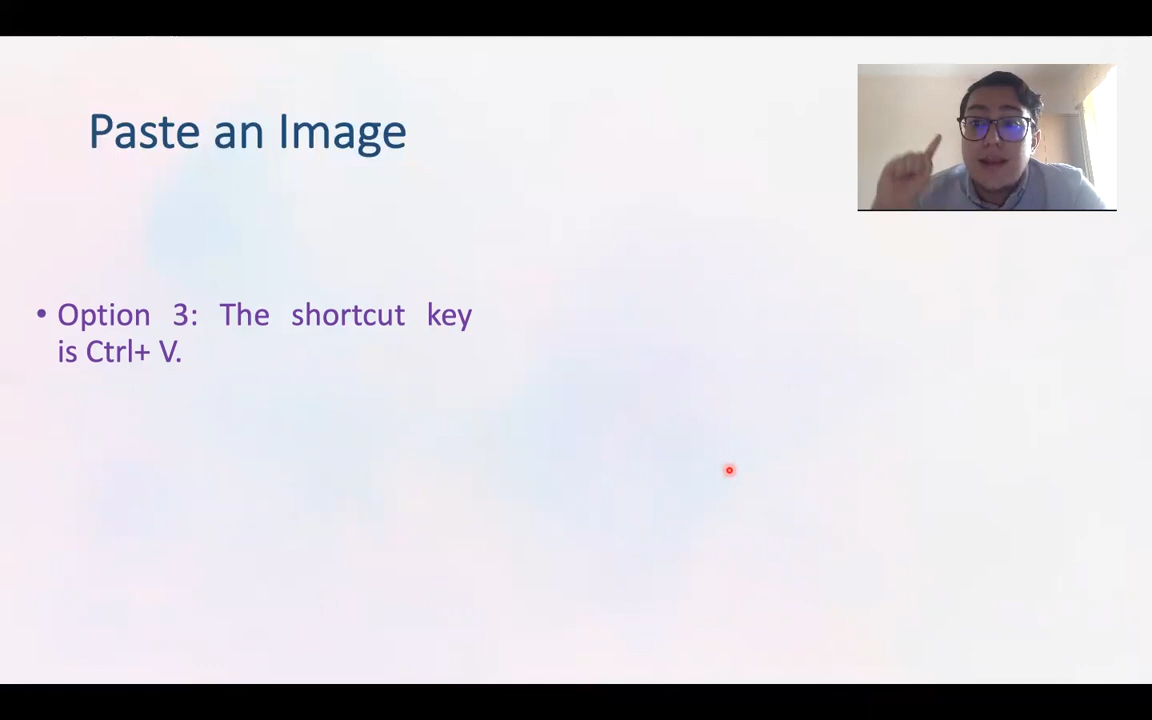 Paste an Image
• Option 3: The shortcut key
is Ctrl+ V.